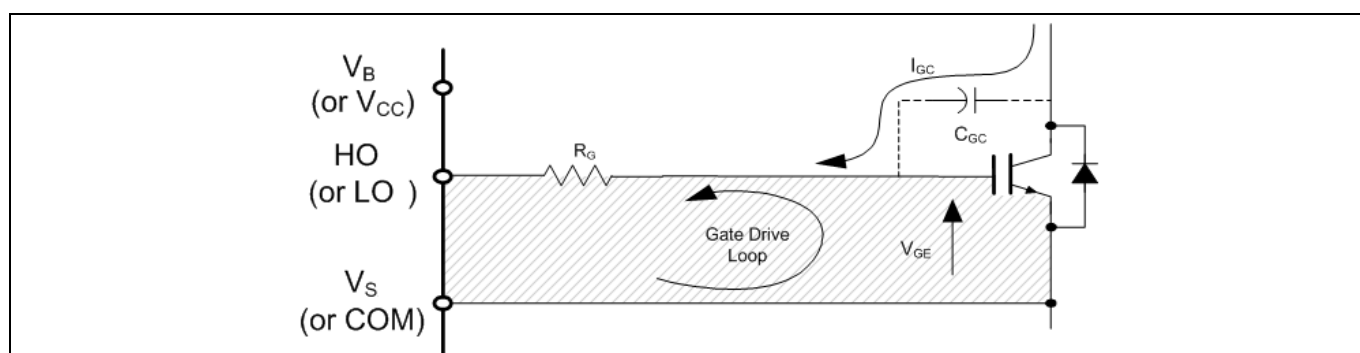 V_B
(or V_CC)
HO
(or LO )
V_S
(or COM)
R_G
I_GC
C_GC
Gate Drive
Loop
V_GE